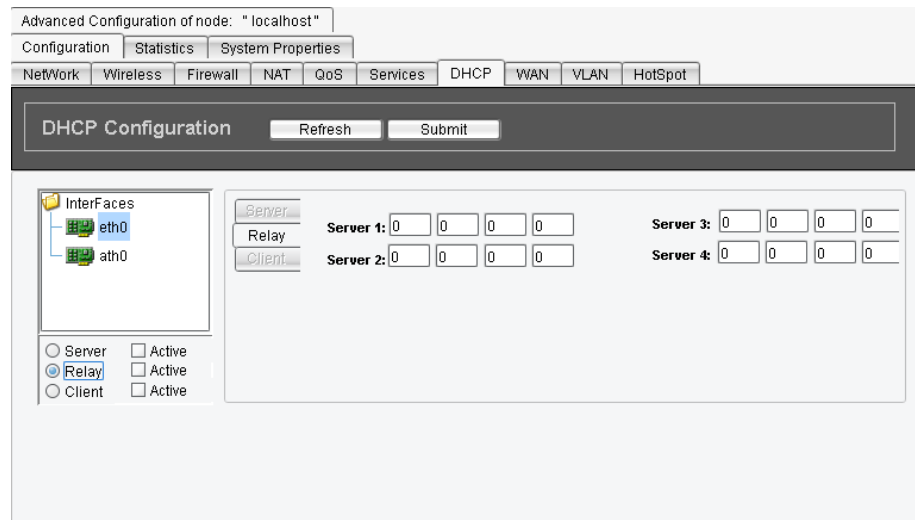 Advanced Configuration of node: "localhost"
Configuration Statistics System Properties
NetWork Wireless Firewall NAT QoS Services DHCP WAN VLAN HotSpot
DHCP Configuration Refresh Submit
InterFaces
eth0
ath0
Server Active
Relay Active
Client Active
Server
Relay
Client
Server 1: 0 0 0 0 Server 3: 0 0 0 0
Server 2: 0 0 0 0 Server 4: 0 0 0 0